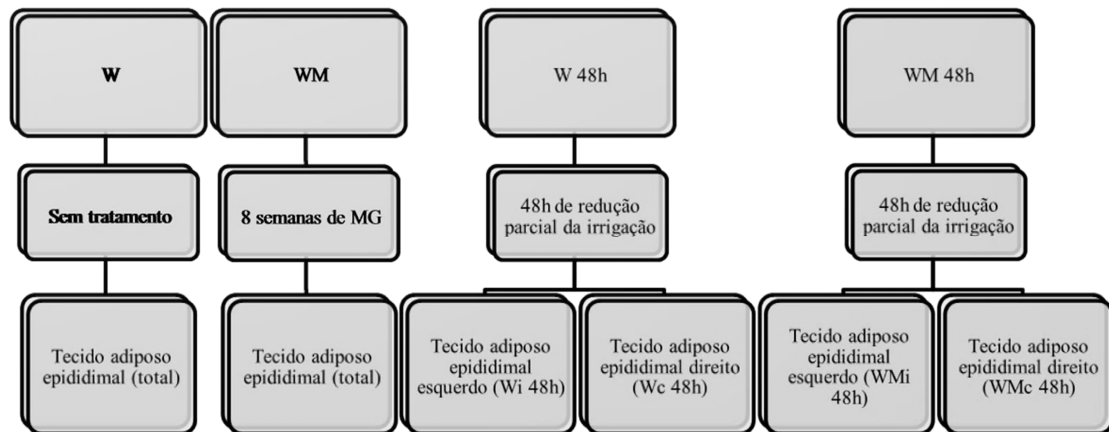 W
WM
W 48h
WM 48h
Sem tratamento
8 semanas de MG
48h de redução
parcial da irrigação
48h de redução
parcial da irrigação
Tecido adiposo
epididimal (total)
Tecido adiposo
epididimal (total)
Tecido adiposo
epididimal
esquerdo (Wi 48h)
Tecido adiposo
epididimal direito
(Wc 48h)
Tecido adiposo
epididimal
esquerdo (WMi
48h)
Tecido adiposo
epididimal direito
(WMc 48h)